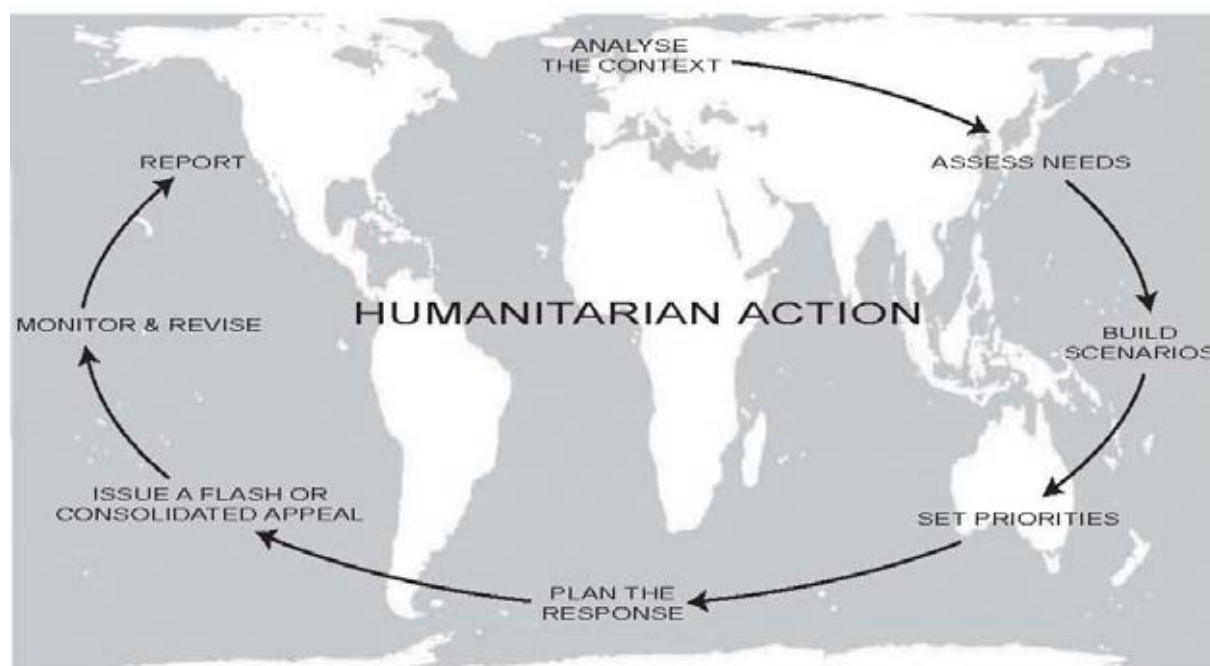 ANALYSE
THE CONTEXT
ASSESS NEEDS
BUILD
SCENARIOS
SET PRIORITIES
PLAN THE
RESPONSE
ISSUE A FLASH OR
CONSOLIDATED APPEAL
MONITOR & REVISE
REPORT
HUMANITARIAN ACTION